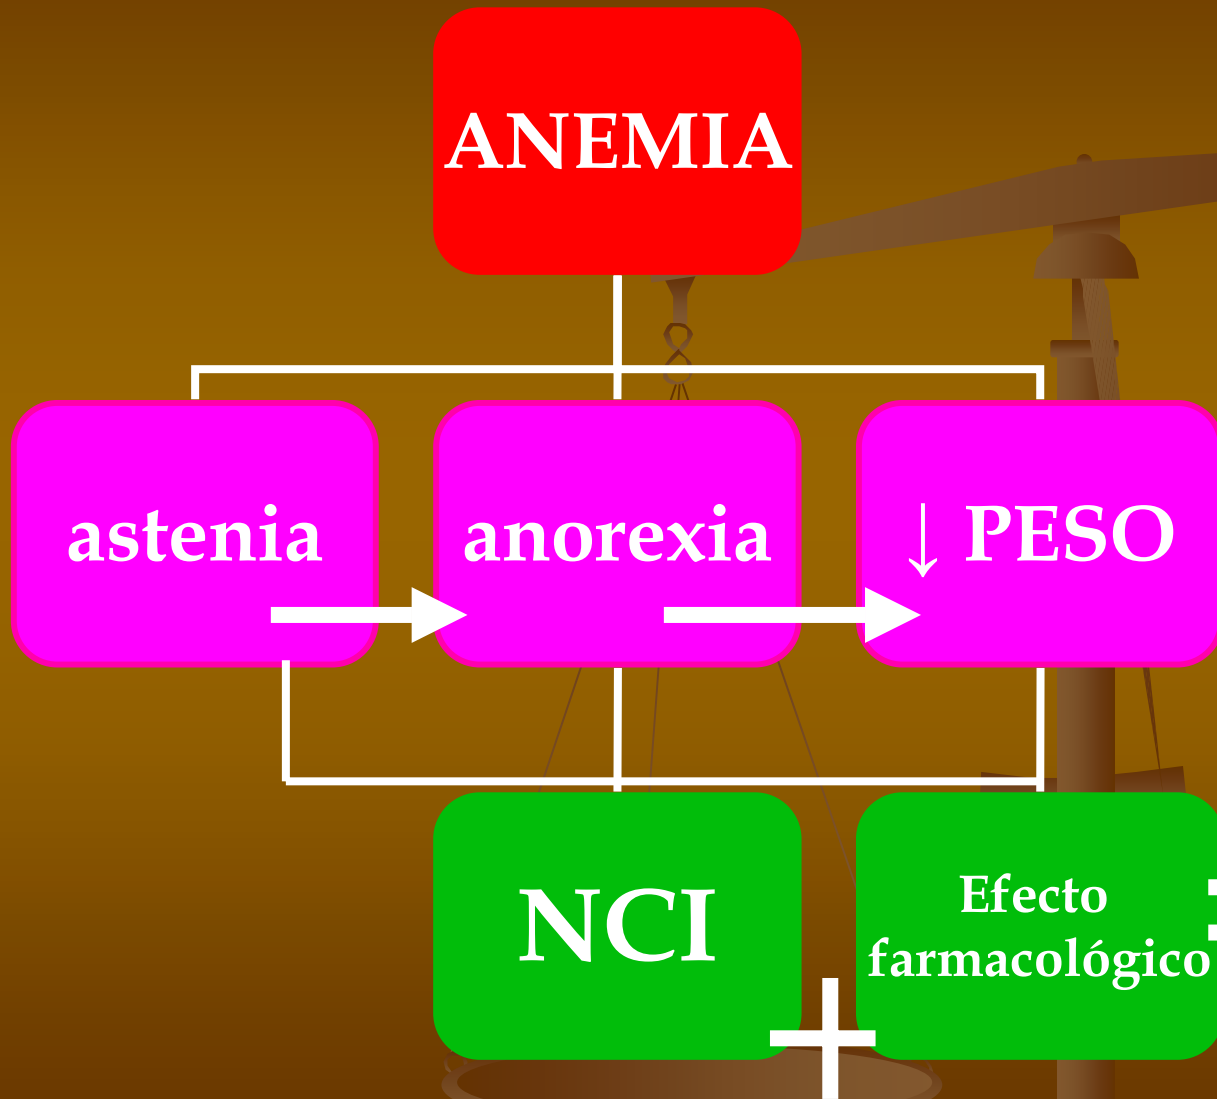 ANEMIA
astenia
anorexia
↓ PESO
NCI
Efecto
farmacológico
+
=